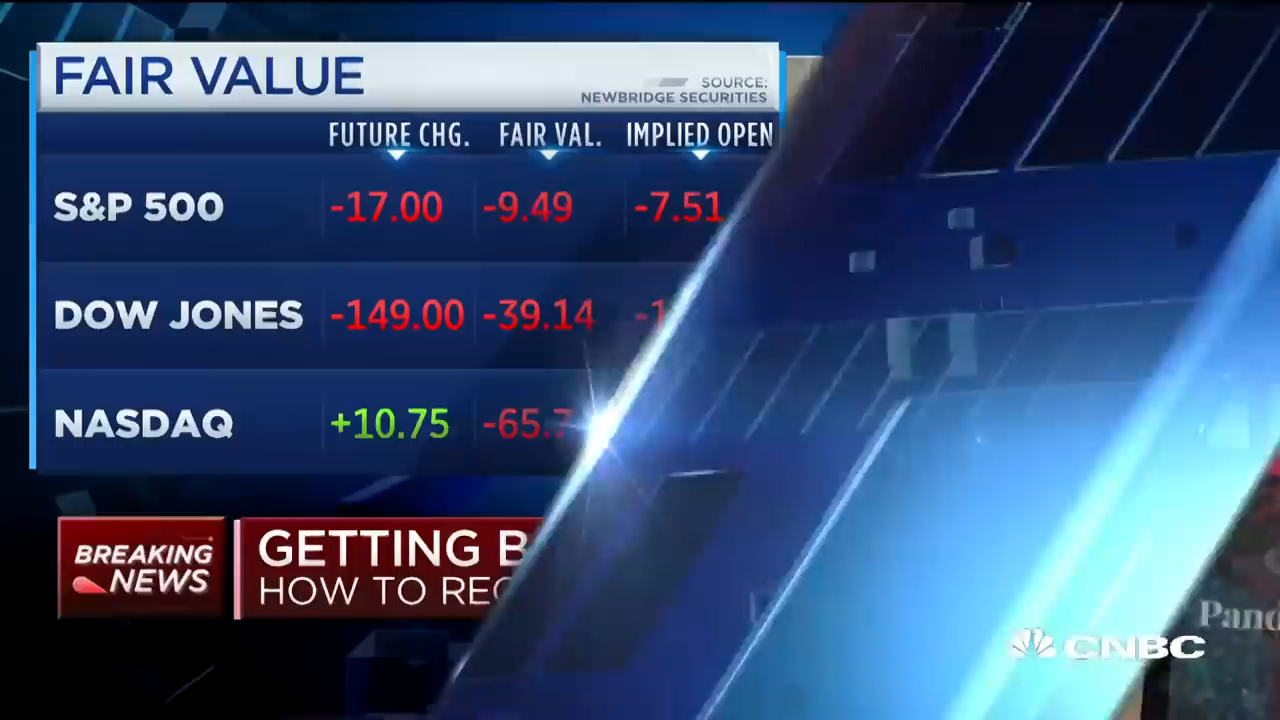 FAIR VALUE
SOURCE:
NEWBRIDGE SECURITIES
FUTURE CHG. FAIR VAL. IMPLIED OPEN
S&P 500 -17.00 -9.49 -7.51
DOW JONES -149.00 -39.14
NASDAQ +10.75
BREAKING
NEWS
GETTING
HOW TO
CNBC